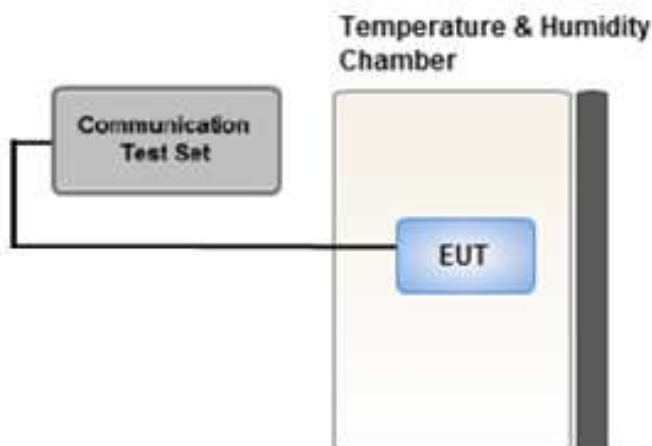 Temperature & Humidity
Chamber
Communication
Test Set
EUT